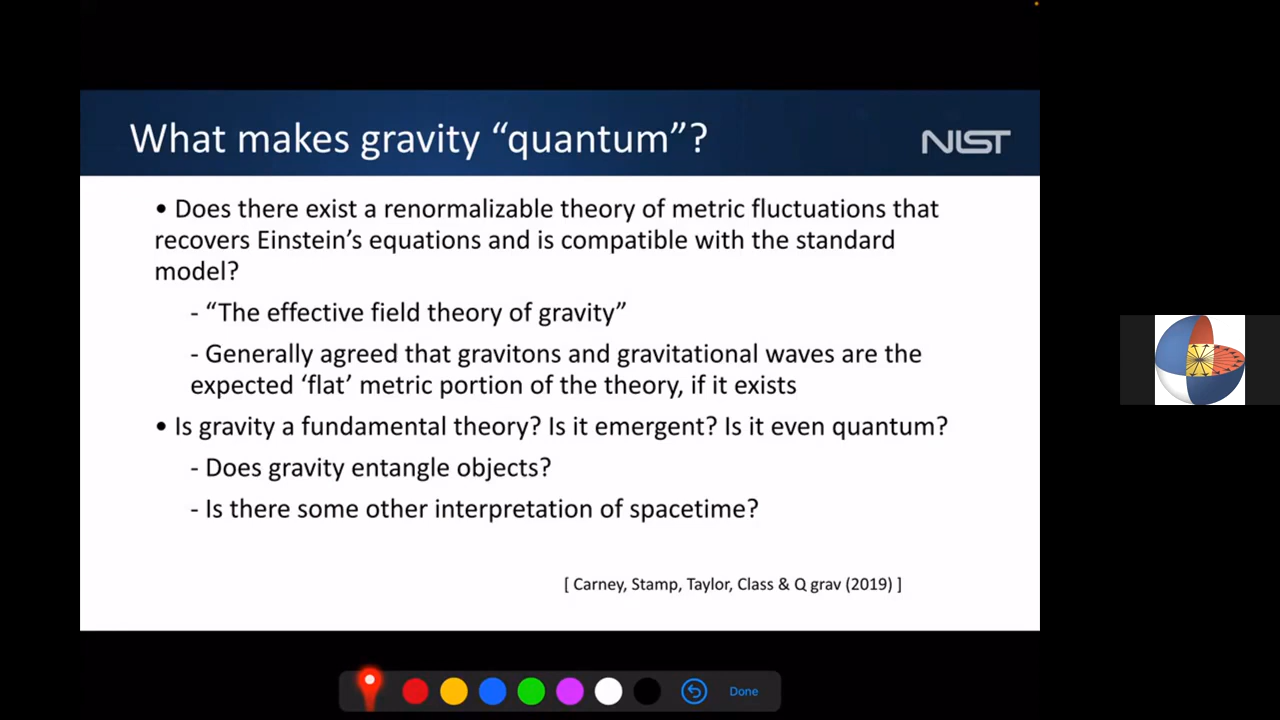 What makes gravity “quantum”?
NIST
• Does there exist a renormalizable theory of metric fluctuations that
recovers Einstein’s equations and is compatible with the standard
model?
- “The effective field theory of gravity”
- Generally agreed that gravitons and gravitational waves are the
expected ‘flat’ metric portion of the theory, if it exists
• Is gravity a fundamental theory? Is it emergent? Is it even quantum?
- Does gravity entangle objects?
- Is there some other interpretation of spacetime?
[ Carney, Stamp, Taylor, Class & Q grav (2019) ]
Done